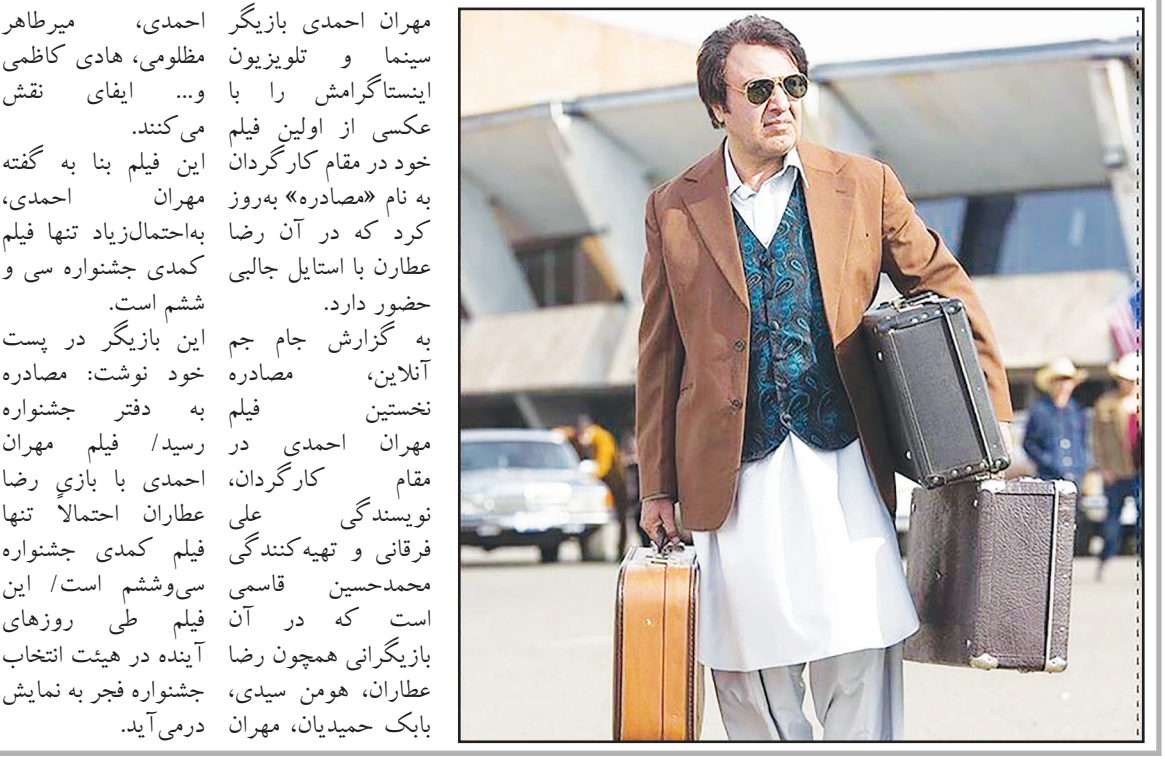 مهران احمدی بازیگر
سینما و تلویزیون
اینستاگرامش را با
عکسی از اولین فیلم
خود در مقام کارگردان
به نام «مصادره» به‌روز
کرد که در آن رضا
عطارن با استایل جالبی
حضور دارد.
به گزارش جام جم
آنلاین، مصادره
نخستین فیلم
مهران احمدی در
مقام کارگردان،
نویسندگی علی
فرقانی و تهیه‌کنندگی
محمدحسین قاسمی
است که در آن
بازیگرانی همچون رضا
عطاران، هومن سیدی،
بابک حمیدیان، مهران
احمدی، میرطاهر
مظلومی، هادی کاظمی
و... ایفای نقش
می‌کنند.
این فیلم بنا به گفته
مهران احمدی،
به‌احتمال‌زیاد تنها فیلم
کمدی جشنواره سی و
ششم است.
این بازیگر در پست
خود نوشت: مصادره
به دفتر جشنواره
رسید/ فیلم مهران
احمدی با بازی رضا
عطاران احتمالاً تنها
فیلم کمدی جشنواره
سی‌وششم است/ این
فیلم طی روزهای
آینده در هیئت انتخاب
جشنواره فجر به نمایش
درمی‌آید.